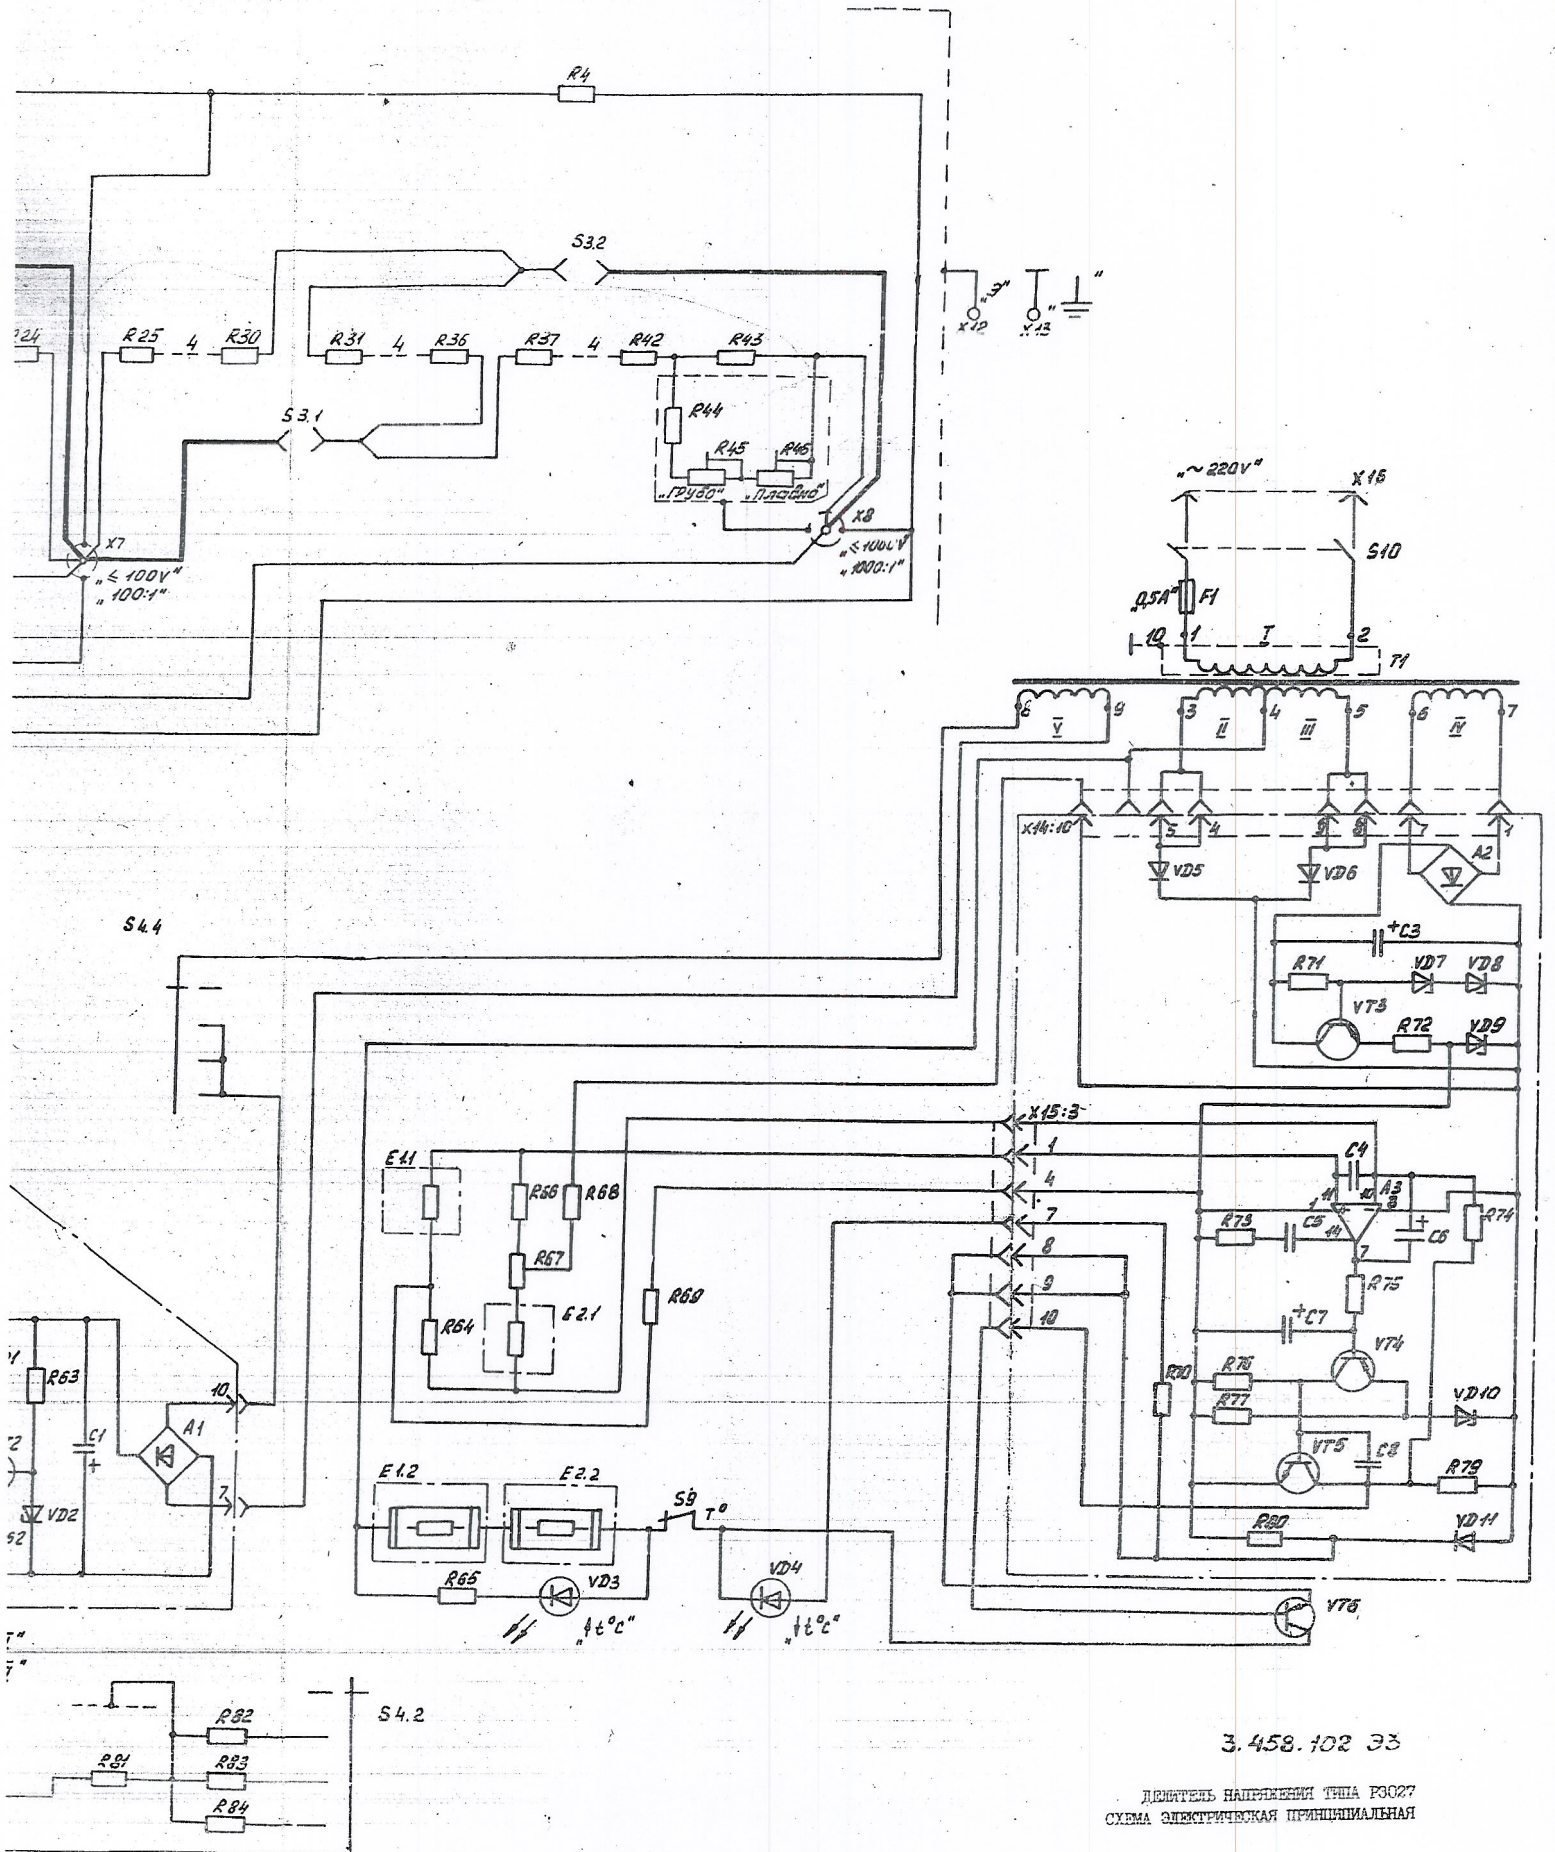 R4
S3.2
"Э"
X12
X13
" "
R25
4
R30
R31
4
R36
R37
4
R42
R43
S3.1
R44
R45
R46
"Грубо"
"Плавно"
X7
"≤100V"
"100:1"
X8
"≤1000V"
"1000:1"
"~220V"
X16
S10
"0,5A"
F1
10
1
I
2
T1
8
V
9
3
II
4
III
5
6
IV
7
X14:10
5
4
9
8
7
1
VD5
VD6
A2
+C3
R71
VD7
VD8
VT3
R72
VD9
S4.4
X15:3
1
4
7
8
9
10
E1.1
R56
R68
R67
E2.1
R64
R69
C4
11
10
A3
1
8
R73
C5
14
+
C6
R74
7
R75
+C7
VT4
R70
R76
R77
VD10
VT5
C8
R79
R80
VD11
VT6
R63
C1
+
A1
10
7
VD2
E1.2
E2.2
S9
T°
R65
VD3
"↑t°C"
VD4
"↓t°C"
R82
R81
R83
R84
S4.2
3.458.102 Э3
ДЕЛИТЕЛЬ НАПРЯЖЕНИЯ ТИПА Р3027
СХЕМА ЭЛЕКТРИЧЕСКАЯ ПРИНЦИПИАЛЬНАЯ